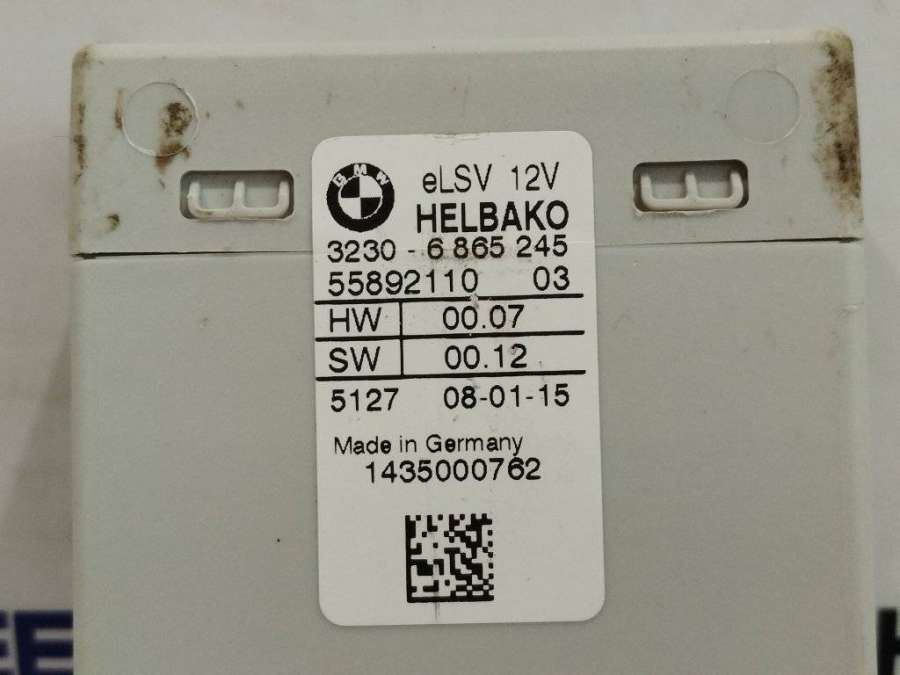 BMW
eLSV 12V
HELBAKO
3230 - 6 865 245
55892110 03
HW 00.07
SW 00.12
5127 08-01-15
Made in Germany
1435000762